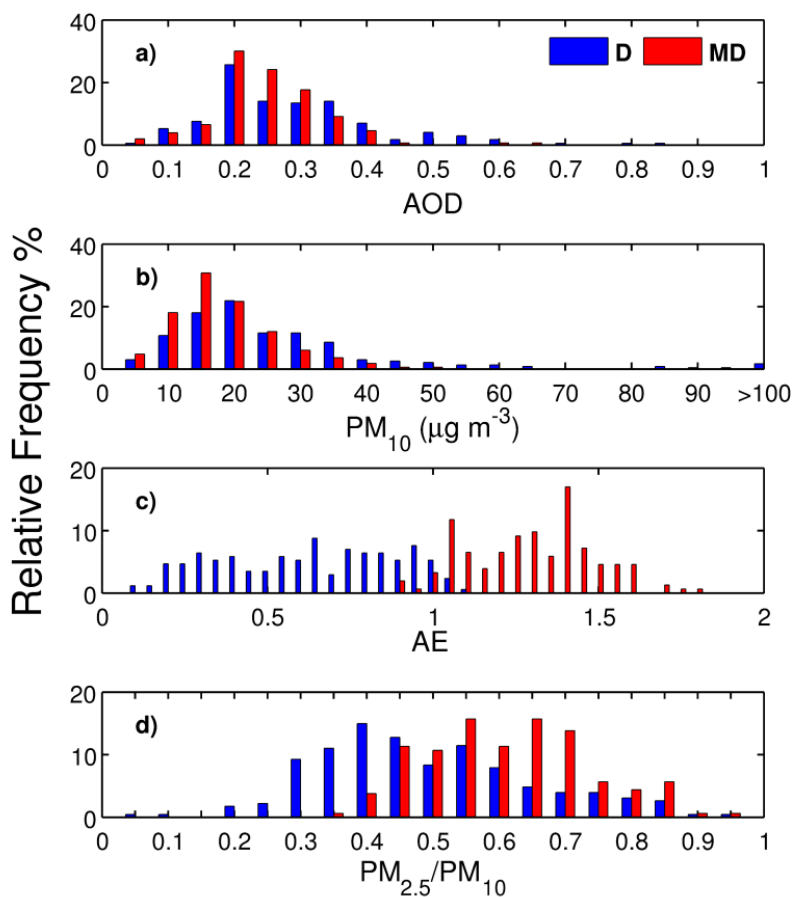 Relative Frequency %
a)
D MD
40
20
0
0 0.1 0.2 0.3 0.4 0.5 0.6 0.7 0.8 0.9 1
AOD
b)
40
20
0
0 10 20 30 40 50 60 70 80 90 >100
PM10 (μg m-3)
c)
20
10
0
0 0.5 1 1.5 2
AE
d)
20
10
0
0 0.1 0.2 0.3 0.4 0.5 0.6 0.7 0.8 0.9 1
PM2.5/PM10